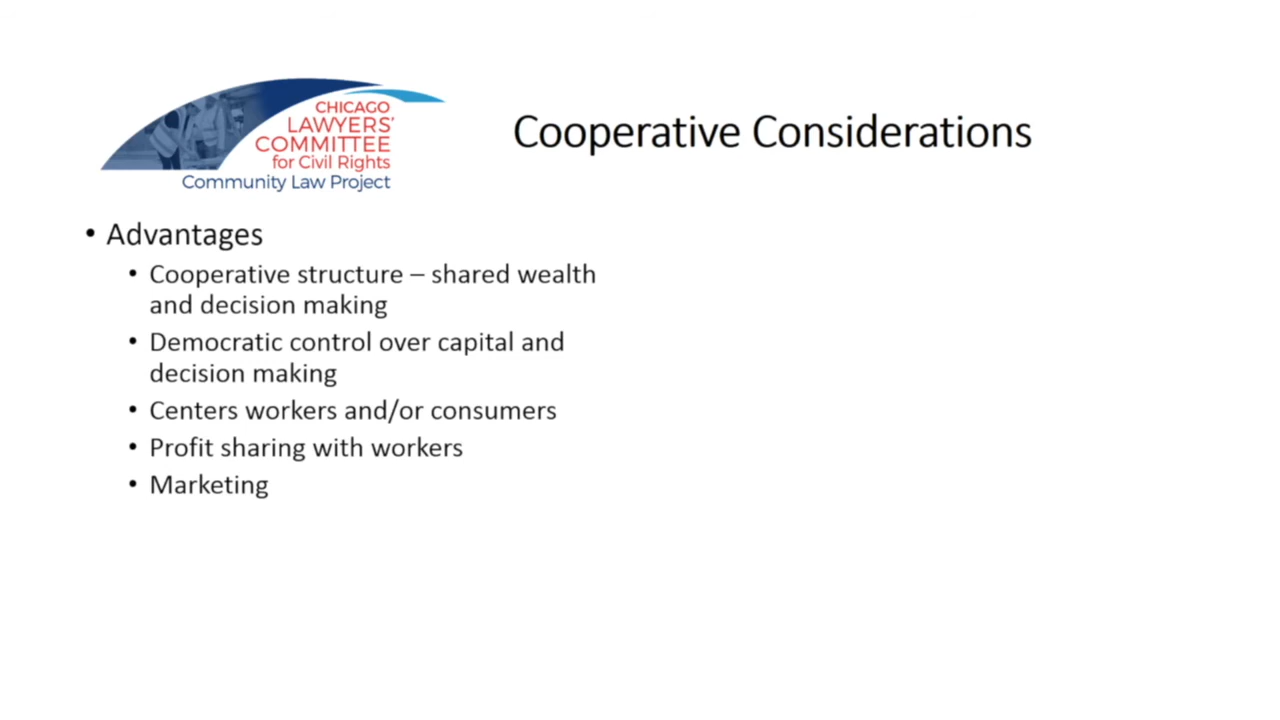 CHICAGO
LAWYERS'
COMMITTEE
for Civil Rights
Community Law Project
Cooperative Considerations
• Advantages
• Cooperative structure – shared wealth
and decision making
• Democratic control over capital and
decision making
• Centers workers and/or consumers
• Profit sharing with workers
• Marketing